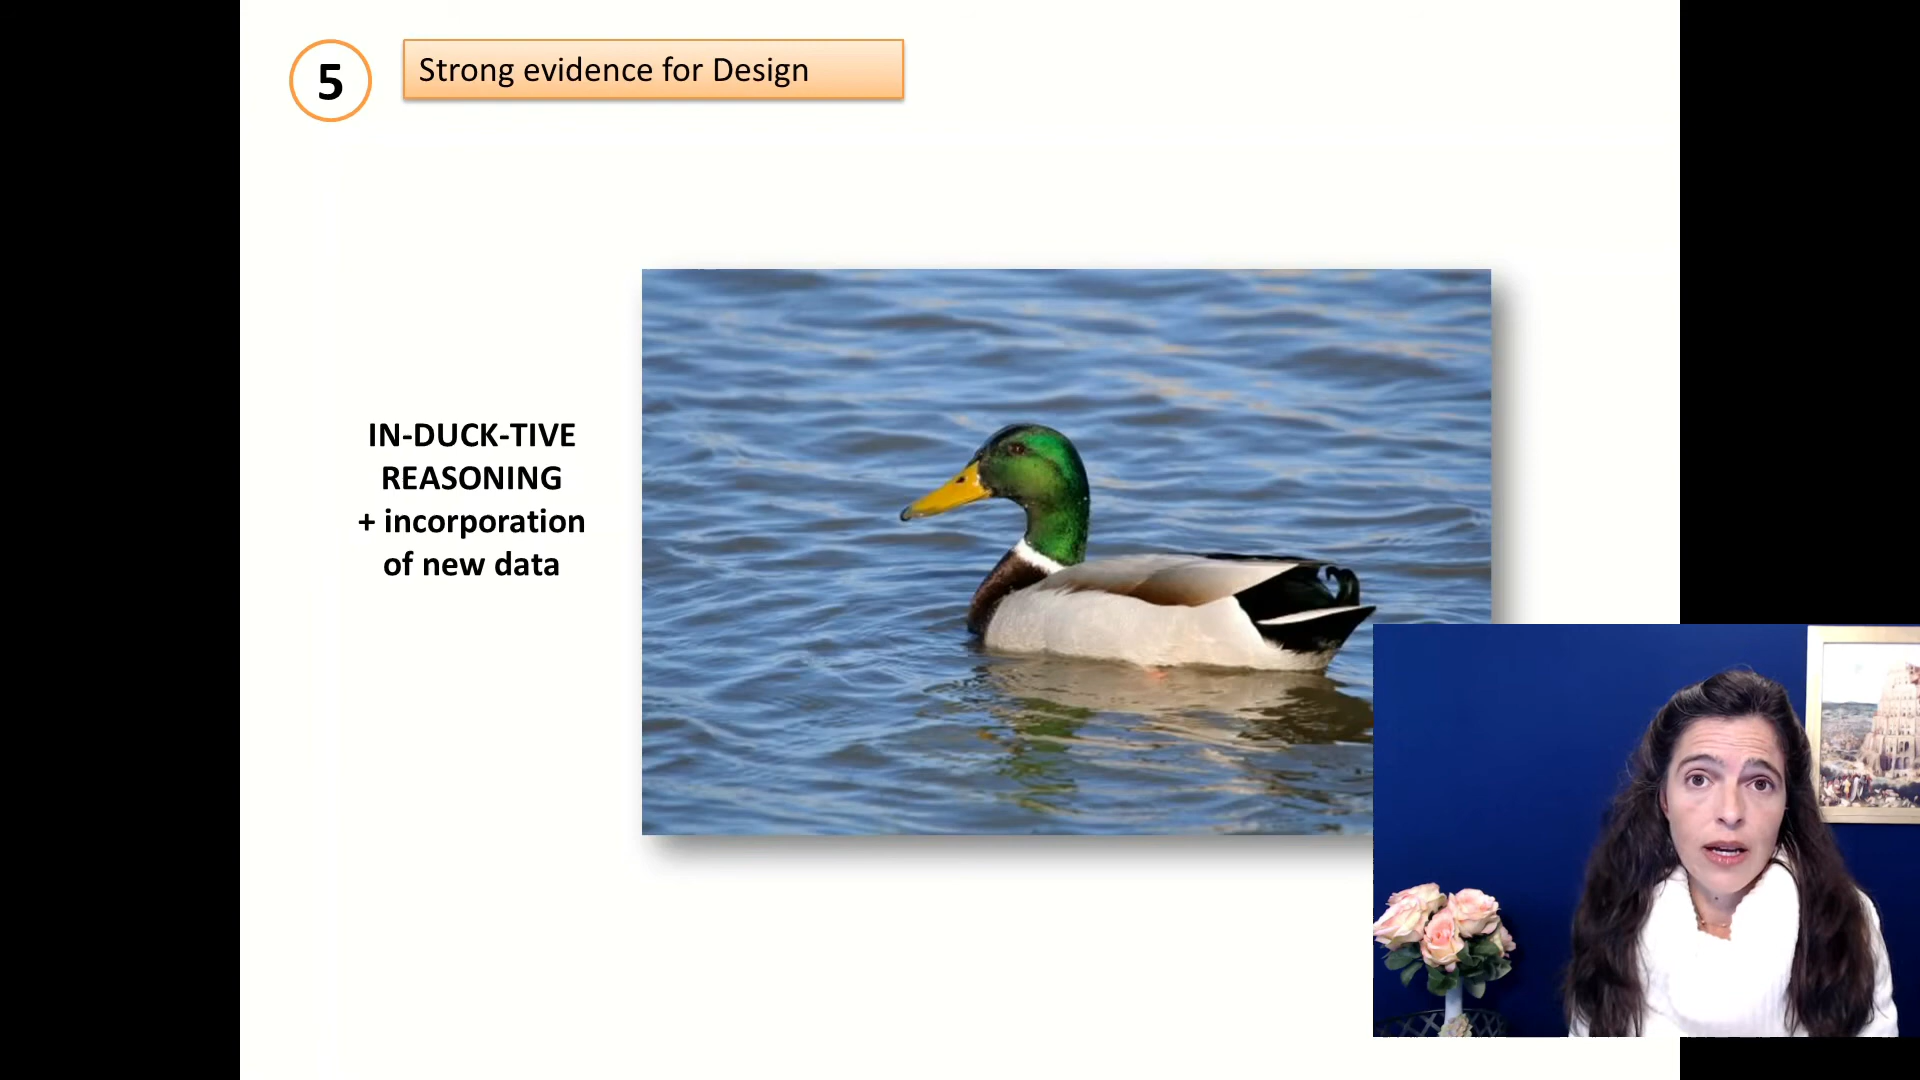 5
Strong evidence for Design
IN-DUCK-TIVE
REASONING
+ incorporation
of new data